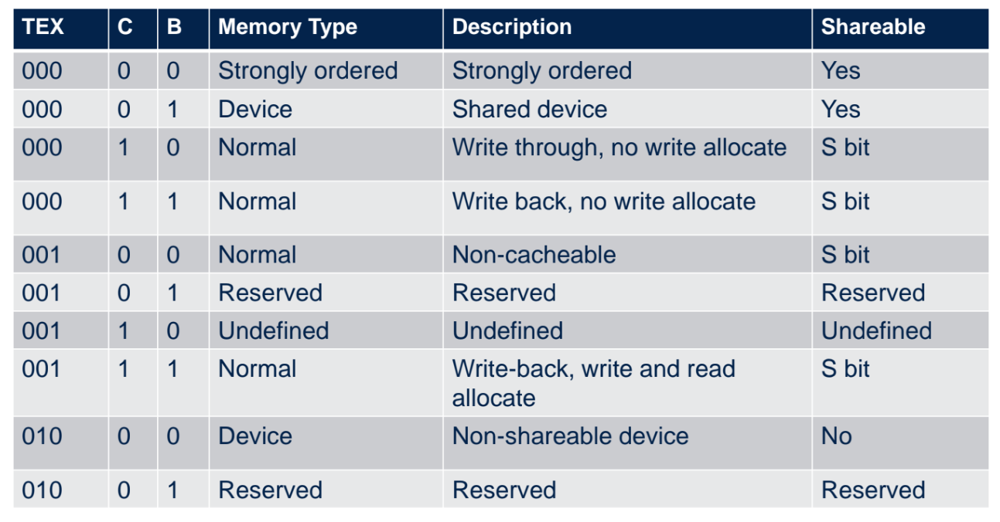 TEX C B Memory Type Description Shareable
000 0 0 Strongly ordered Strongly ordered Yes
000 0 1 Device Shared device Yes
000 1 0 Normal Write through, no write allocate S bit
000 1 1 Normal Write back, no write allocate S bit
001 0 0 Normal Non-cacheable S bit
001 0 1 Reserved Reserved Reserved
001 1 0 Undefined Undefined Undefined
001 1 1 Normal Write-back, write and read S bit
allocate
010 0 0 Device Non-shareable device No
010 0 1 Reserved Reserved Reserved